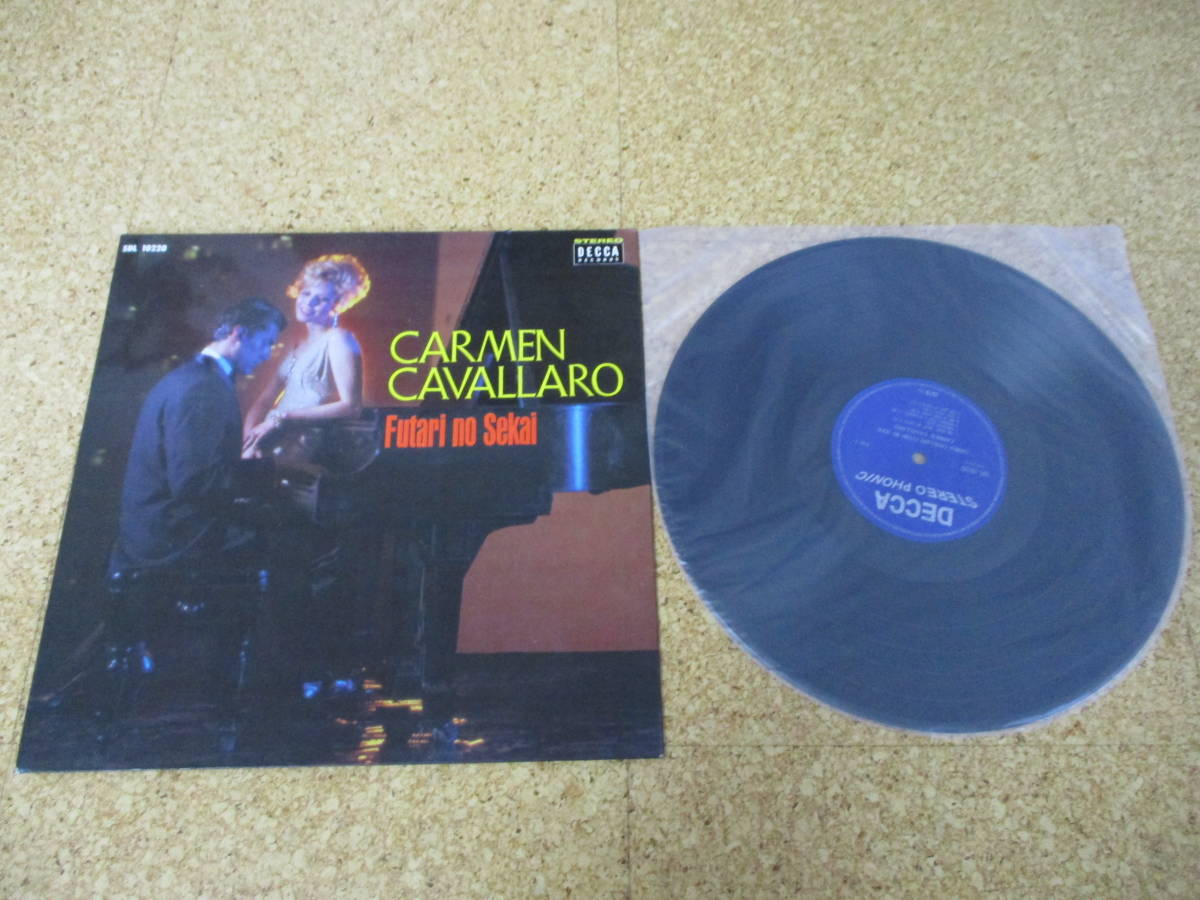 SDL 10220
STEREO
DECCA
RECORDS
CARMEN
CAVALLARO
Futari no Sekai
DECCA
STEREO PHONIC